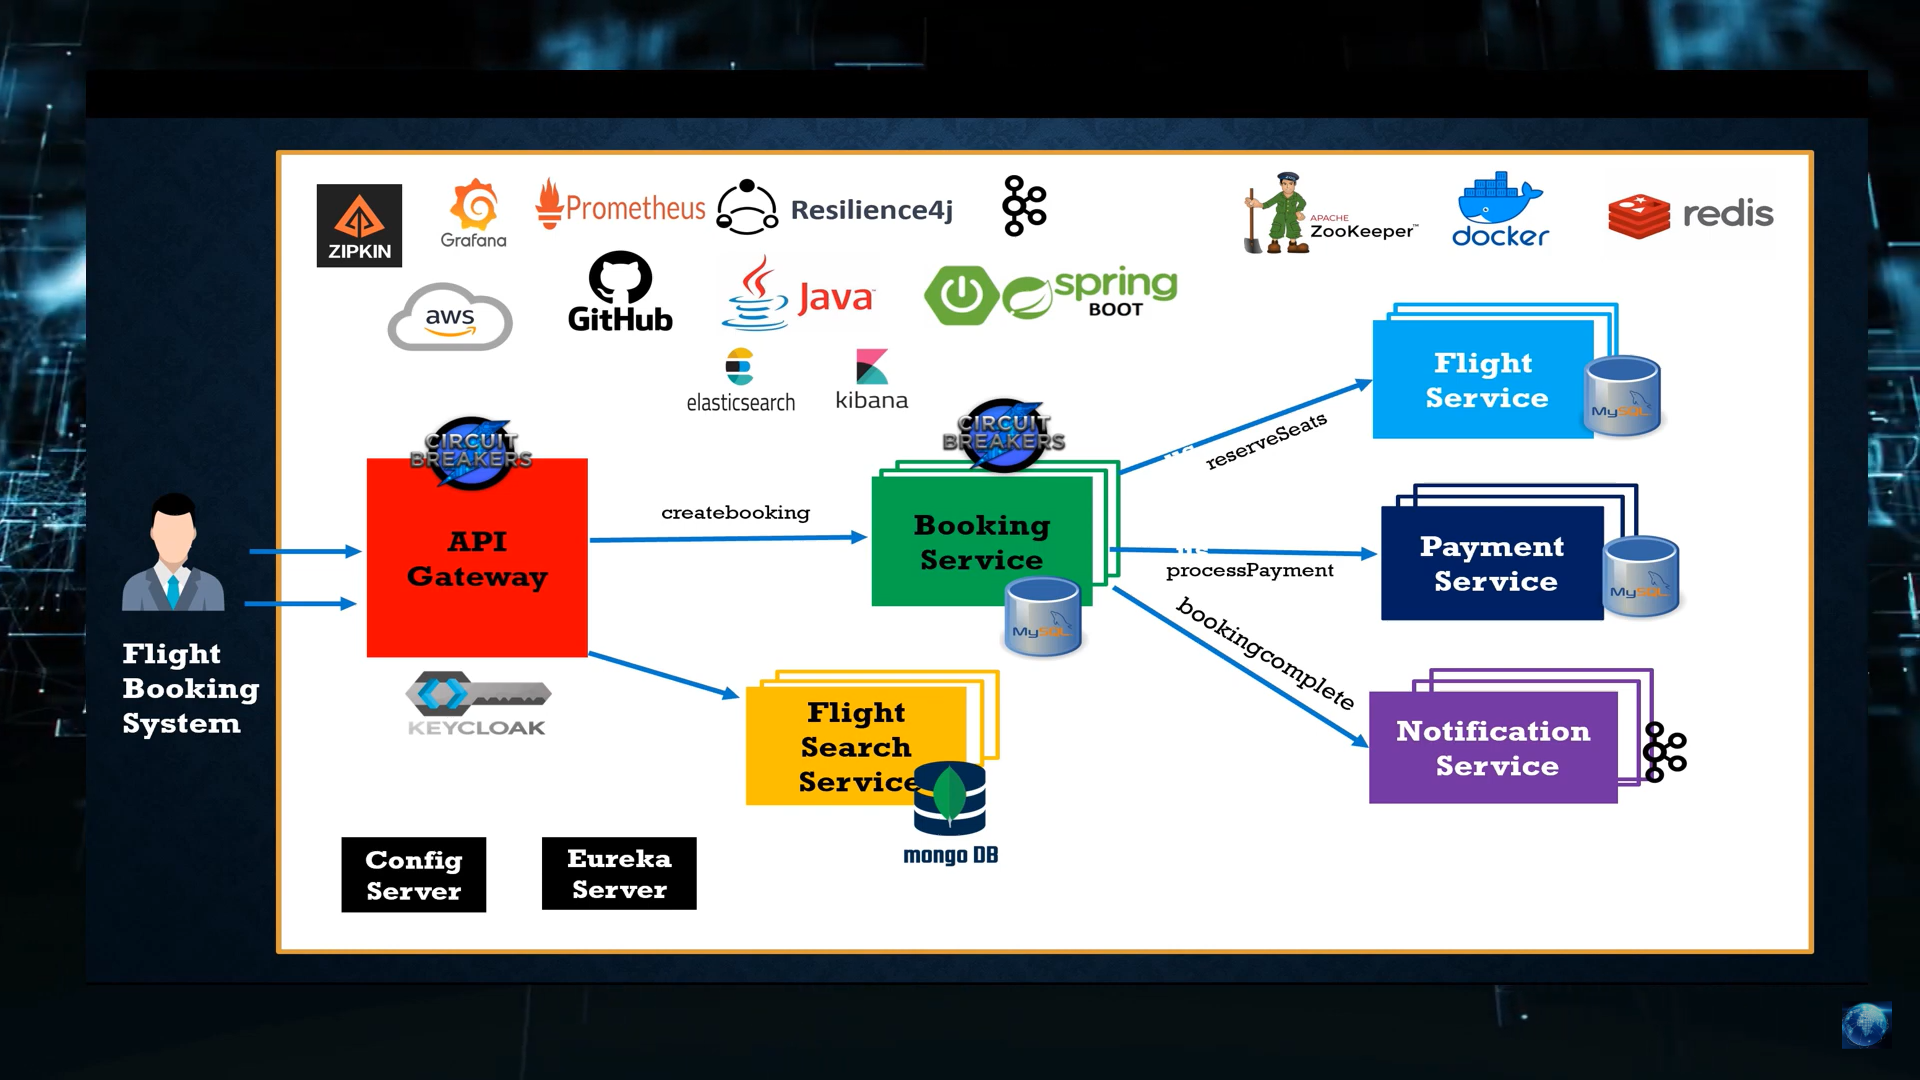 ZIPKIN
Grafana
Prometheus
Resilience4j
APACHE
ZooKeeper™
docker
redis
aws
GitHub
Java
spring
BOOT
elasticsearch
kibana
CIRCUIT
BREAKERS
CIRCUIT
BREAKERS
Flight
Service
MySQL
reserveSeats
API
Gateway
createbooking
Booking
Service
MySQL
processPayment
Payment
Service
MySQL
bookingcomplete
Flight
Booking
System
KEYCLOAK
Flight
Search
Service
mongo DB
Notification
Service
Config
Server
Eureka
Server